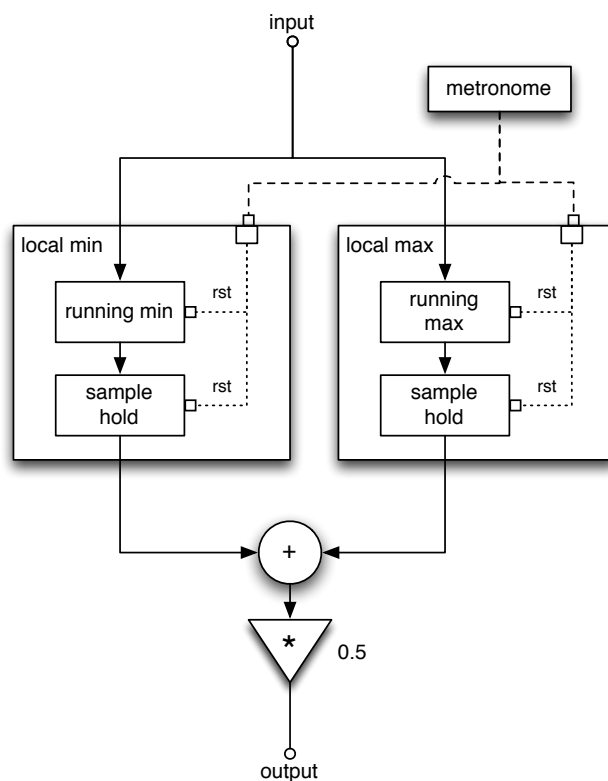 input
metronome
local min
local max
running min
rst
running
max
rst
sample
hold
rst
sample
hold
rst
+
*
0.5
output